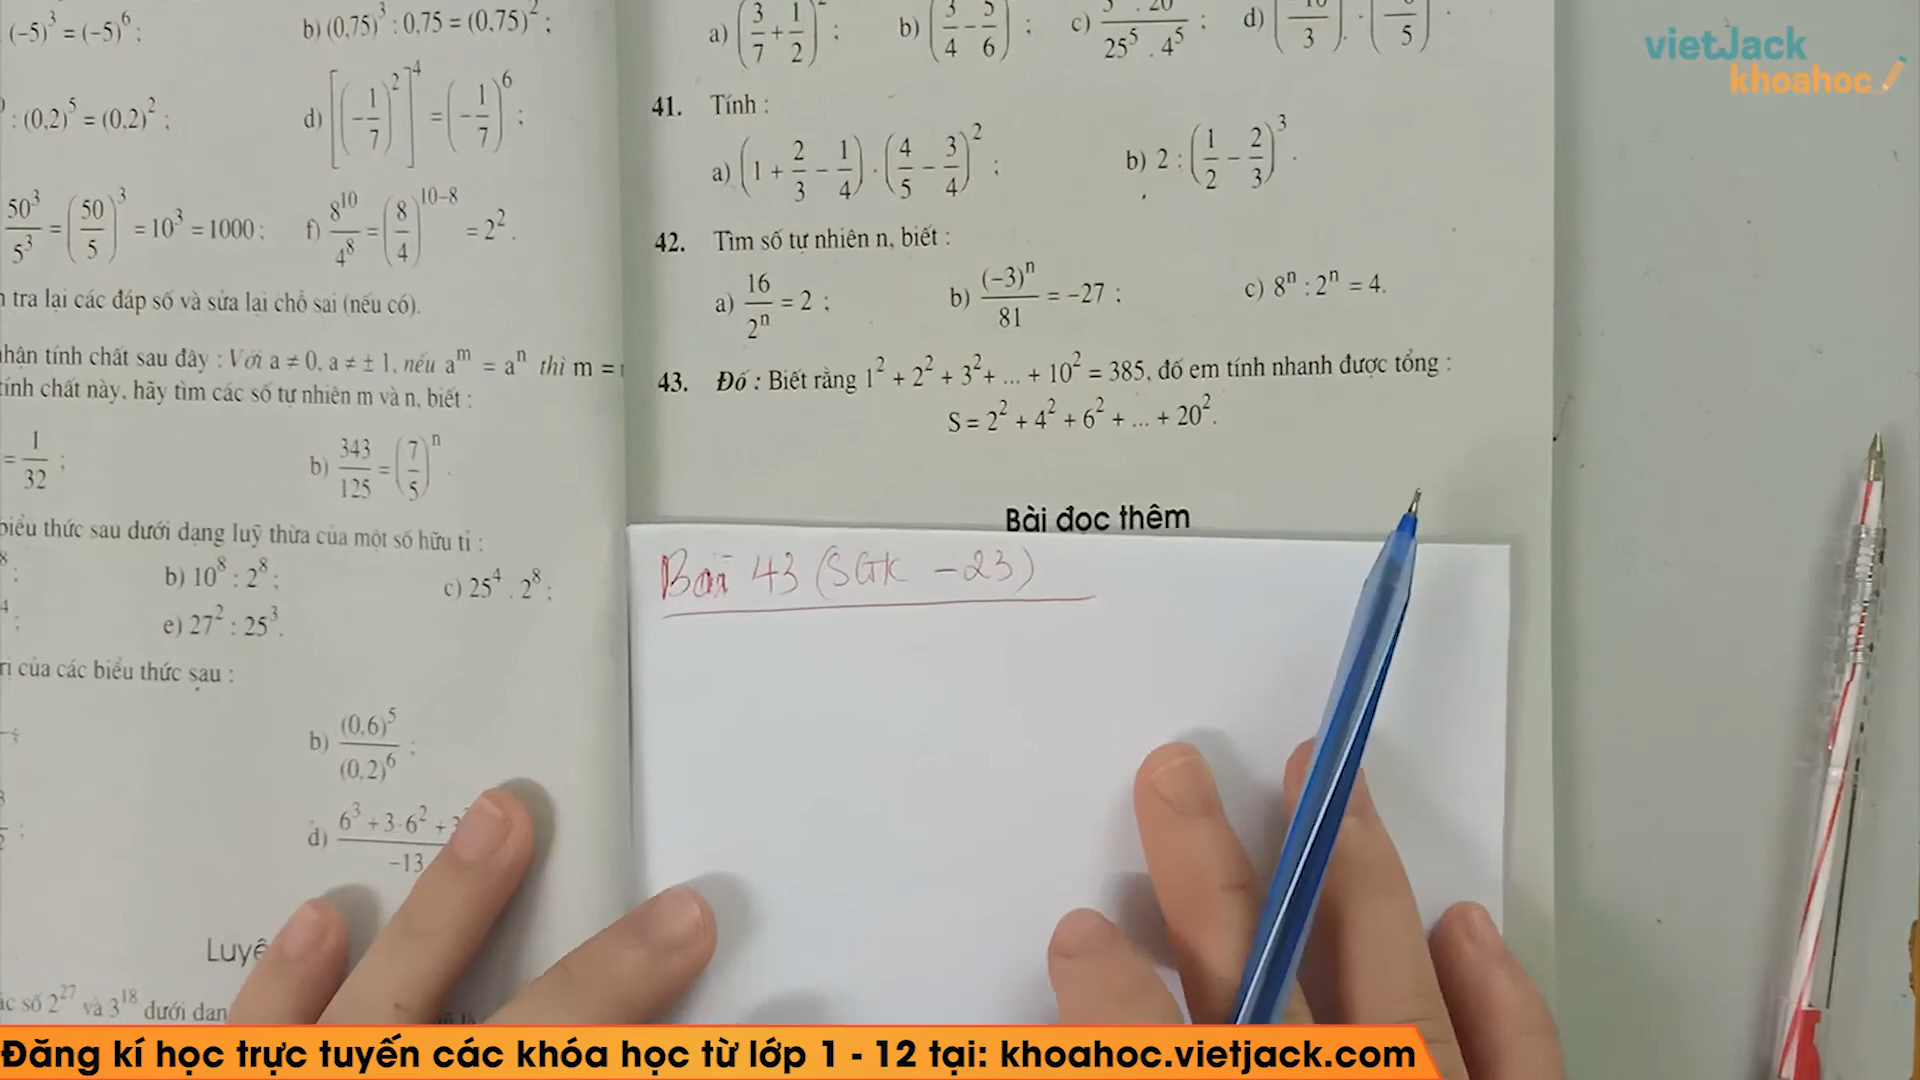 (-5)³ = (-5)⁶ ;
b) (0,75)³ : 0,75 = (0,75)² ;
: (0,2)⁵ = (0,2)² ;
d) [(-1/7)²]⁴ = (-1/7)⁶ ;
50³/5³ = (50/5)³ = 10³ = 1000 ;
f) 8¹⁰/4⁸ = (8/4)¹⁰⁻⁸ = 2² .
tra lại các đáp số và sửa lại chỗ sai (nếu có).
nhận tính chất sau đây : Với a ≠ 0, a ≠ ± 1, nếu aᵐ = aⁿ thì m =
tính chất này, hãy tìm các số tự nhiên m và n, biết :
= 1/32 ;
b) 343/125 = (7/5)ⁿ .
biểu thức sau dưới dạng luỹ thừa của một số hữu tỉ :
b) 10⁸ : 2⁸ ;
c) 25⁴ . 2⁸ ;
e) 27² : 25³.
của các biểu thức sau :
b) (0,6)⁵/(0,2)⁶ ;
d) 6³ + 3·6² + /-13
Luyệ
số 2²⁷ và 3¹⁸ dưới dạn
a) (3/7 + 1/2)² ;
b) (3/4 - 5/6) ;
c) . 20 / 25⁵ . 4⁵ ;
d)
41. Tính :
a) (1 + 2/3 - 1/4) . (4/5 - 3/4)² ;
b) 2 : (1/2 - 2/3)³ .
42. Tìm số tự nhiên n, biết :
a) 16/2ⁿ = 2 ;
b) (-3)ⁿ/81 = -27 ;
c) 8ⁿ : 2ⁿ = 4.
43. Đố : Biết rằng 1² + 2² + 3² + ... + 10² = 385, đố em tính nhanh được tổng :
S = 2² + 4² + 6² + ... + 20².
Bài đọc thêm
Bài 43 (SGK - 23)
vietJack
khoahoc
Đăng kí học trực tuyến các khóa học từ lớp 1 - 12 tại: khoahoc.vietjack.com